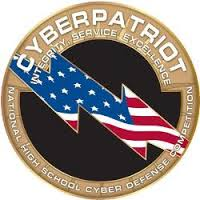 CYBERPATRIOT
INTEGRITY, SERVICE, EXCELLENCE
NATIONAL HIGH SCHOOL CYBER DEFENSE COMPETITION